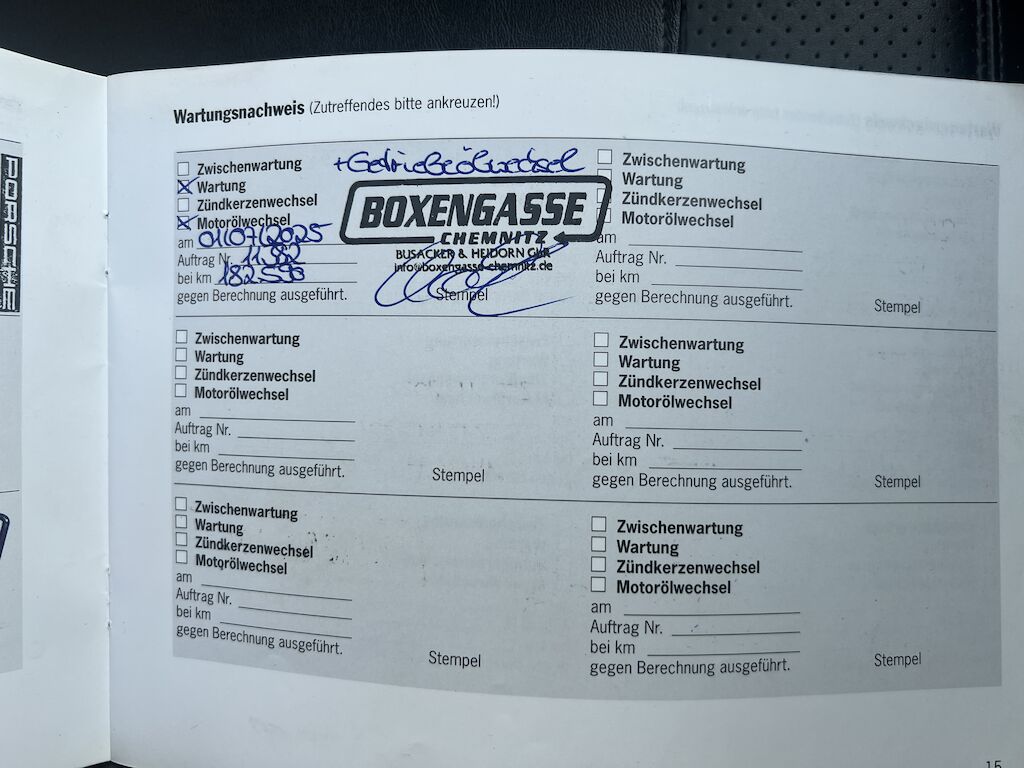 Wartungsnachweis (Zutreffendes bitte ankreuzen!)
Zwischenwartung
+Getriebeölwechsel
Wartung
Zündkerzenwechsel
Motorölwechsel
am 01/07/2025
Auftrag Nr. 11.882
bei km 182.593
gegen Berechnung ausgeführt.
BOXENGASSE
CHEMNITZ
BUSACKER & HEIDORN GbR
info@boxengasse-chemnitz.de
Stempel
Zwischenwartung
Wartung
Zündkerzenwechsel
Motorölwechsel
am
Auftrag Nr.
bei km
gegen Berechnung ausgeführt.
Stempel
Zwischenwartung
Wartung
Zündkerzenwechsel
Motorölwechsel
am
Auftrag Nr.
bei km
gegen Berechnung ausgeführt.
Stempel
Zwischenwartung
Wartung
Zündkerzenwechsel
Motorölwechsel
am
Auftrag Nr.
bei km
gegen Berechnung ausgeführt.
Stempel
Zwischenwartung
Wartung
Zündkerzenwechsel
Motorölwechsel
am
Auftrag Nr.
bei km
gegen Berechnung ausgeführt.
Stempel
Zwischenwartung
Wartung
Zündkerzenwechsel
Motorölwechsel
am
Auftrag Nr.
bei km
gegen Berechnung ausgeführt.
Stempel
15